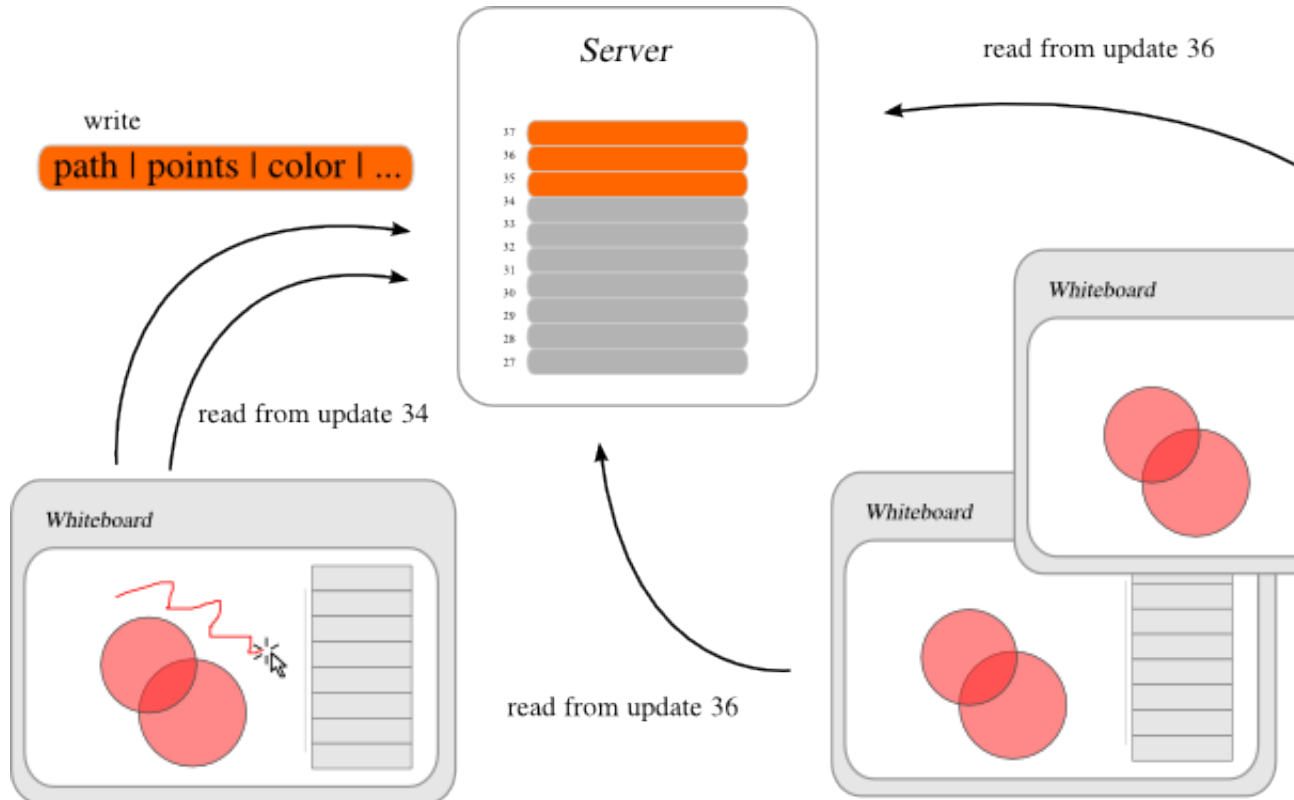 Server
read from update 36
write
path | points | color | ...
37
36
35
34
33
32
31
30
29
28
27
read from update 34
Whiteboard
Whiteboard
Whiteboard
read from update 36